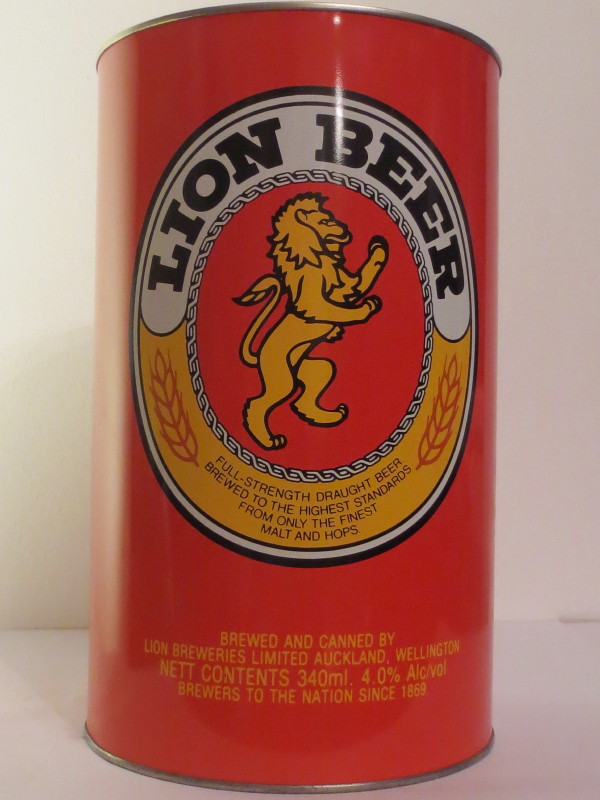 LION BEER
FULL-STRENGTH DRAUGHT BEER
BREWED TO THE HIGHEST STANDARDS
FROM ONLY THE FINEST
MALT AND HOPS
BREWED AND CANNED BY
LION BREWERIES LIMITED AUCKLAND, WELLINGTON
NETT CONTENTS 340ml. 4.0% Alc/vol
BREWERS TO THE NATION SINCE 1869